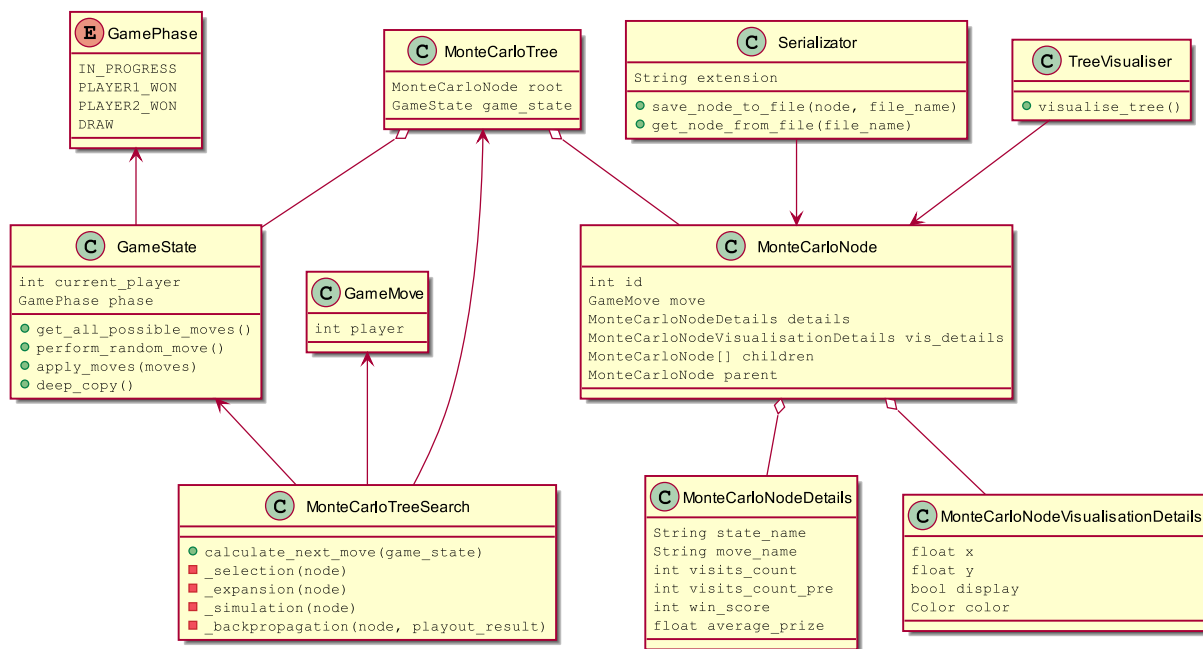 E GamePhase
IN_PROGRESS
PLAYER1_WON
PLAYER2_WON
DRAW
C MonteCarloTree
MonteCarloNode root
GameState game_state
C Serializator
String extension
save_node_to_file(node, file_name)
get_node_from_file(file_name)
C TreeVisualiser
visualise_tree()
C GameState
int current_player
GamePhase phase
get_all_possible_moves()
perform_random_move()
apply_moves(moves)
deep_copy()
C GameMove
int player
C MonteCarloNode
int id
GameMove move
MonteCarloNodeDetails details
MonteCarloNodeVisualisationDetails vis_details
MonteCarloNode[] children
MonteCarloNode parent
C MonteCarloTreeSearch
calculate_next_move(game_state)
_selection(node)
_expansion(node)
_simulation(node)
_backpropagation(node, playout_result)
C MonteCarloNodeDetails
String state_name
String move_name
int visits_count
int visits_count_pre
int win_score
float average_prize
C MonteCarloNodeVisualisationDetails
float x
float y
bool display
Color color